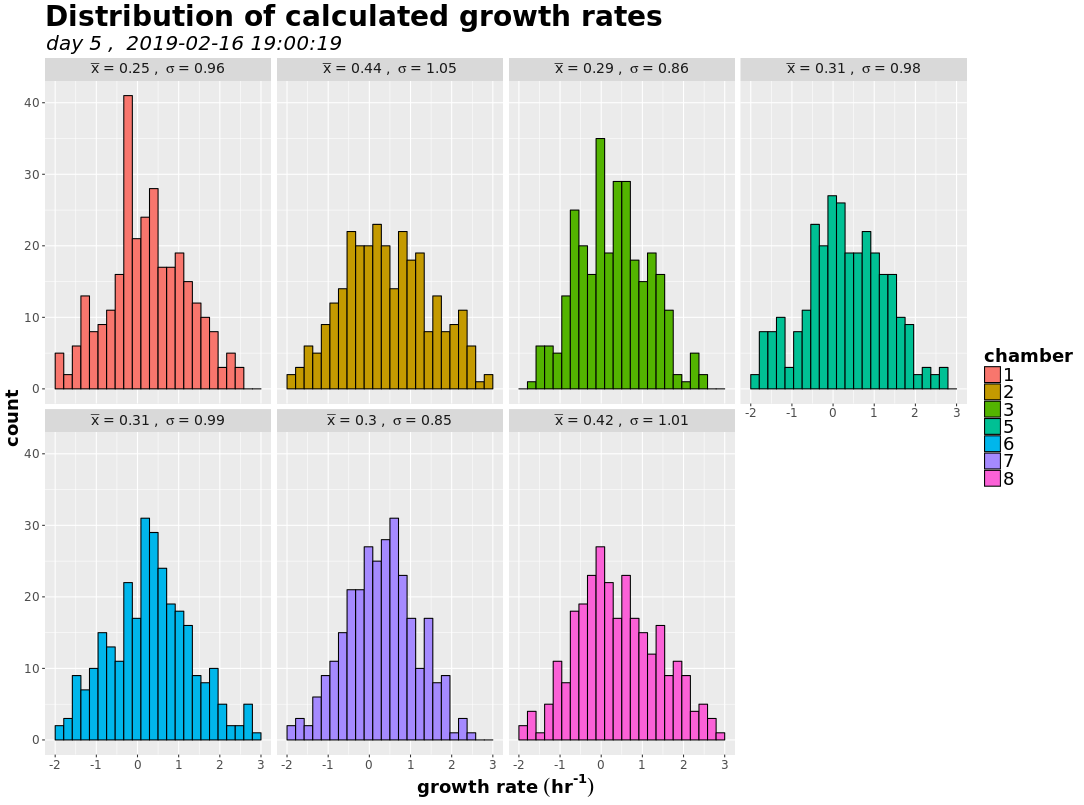 Distribution of calculated growth rates
day 5 ,  2019-02-16 19:00:19
x̅ = 0.25 ,  σ = 0.96
x̅ = 0.44 ,  σ = 1.05
x̅ = 0.29 ,  σ = 0.86
x̅ = 0.31 ,  σ = 0.98
40
30
20
10
0
-2 -1 0 1 2 3
x̅ = 0.31 ,  σ = 0.99
x̅ = 0.3 ,  σ = 0.85
x̅ = 0.42 ,  σ = 1.01
40
30
20
10
0
-2 -1 0 1 2 3
-2 -1 0 1 2 3
-2 -1 0 1 2 3
count
growth rate (hr⁻¹)
chamber
1
2
3
5
6
7
8